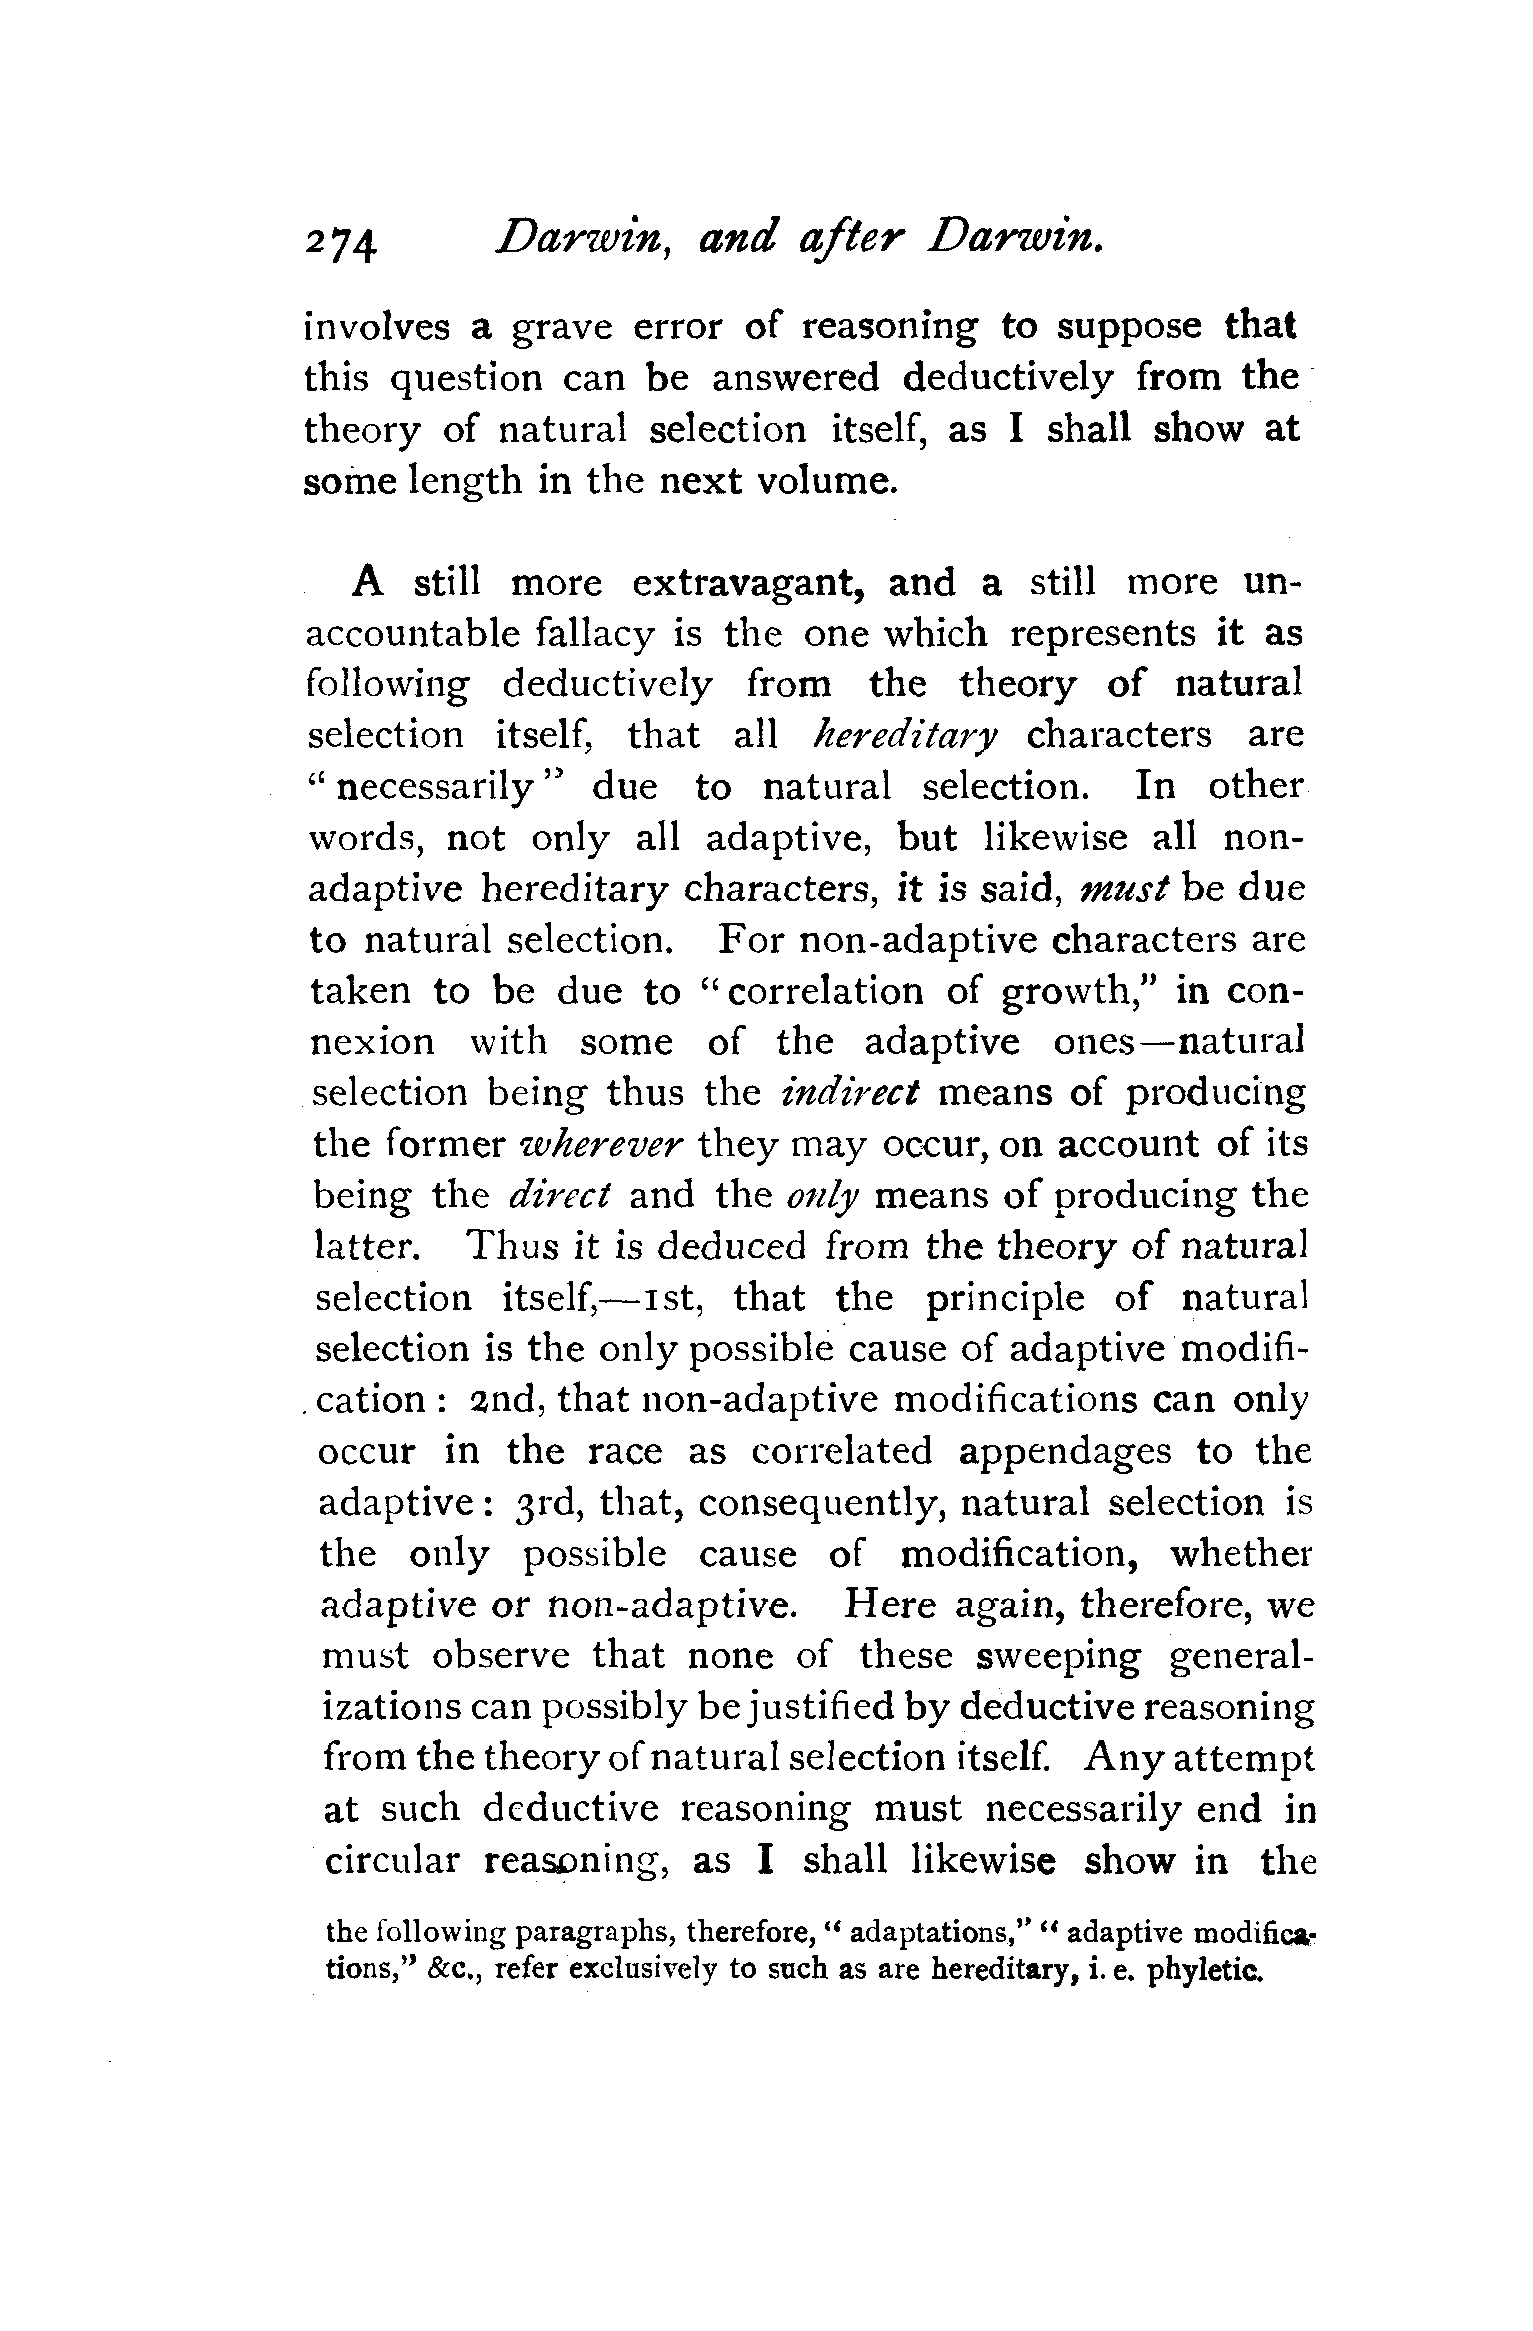 274 Darwin, and after Darwin.
involves a grave error of reasoning to suppose that
this question can be answered deductively from the
theory of natural selection itself, as I shall show at
some length in the next volume.
A still more extravagant, and a still more un-
accountable fallacy is the one which represents it as
following deductively from the theory of natural
selection itself, that all hereditary characters are
“necessarily” due to natural selection. In other
words, not only all adaptive, but likewise all non-
adaptive hereditary characters, it is said, must be due
to natural selection. For non-adaptive characters are
taken to be due to “correlation of growth,” in con-
nexion with some of the adaptive ones—natural
selection being thus the indirect means of producing
the former wherever they may occur, on account of its
being the direct and the only means of producing the
latter. Thus it is deduced from the theory of natural
selection itself,—1st, that the principle of natural
selection is the only possible cause of adaptive modifi-
cation : 2nd, that non-adaptive modifications can only
occur in the race as correlated appendages to the
adaptive : 3rd, that, consequently, natural selection is
the only possible cause of modification, whether
adaptive or non-adaptive. Here again, therefore, we
must observe that none of these sweeping general-
izations can possibly be justified by deductive reasoning
from the theory of natural selection itself. Any attempt
at such deductive reasoning must necessarily end in
circular reasoning, as I shall likewise show in the
the following paragraphs, therefore, “adaptations,” “adaptive modifica-
tions,” &c., refer exclusively to such as are hereditary, i. e. phyletic.